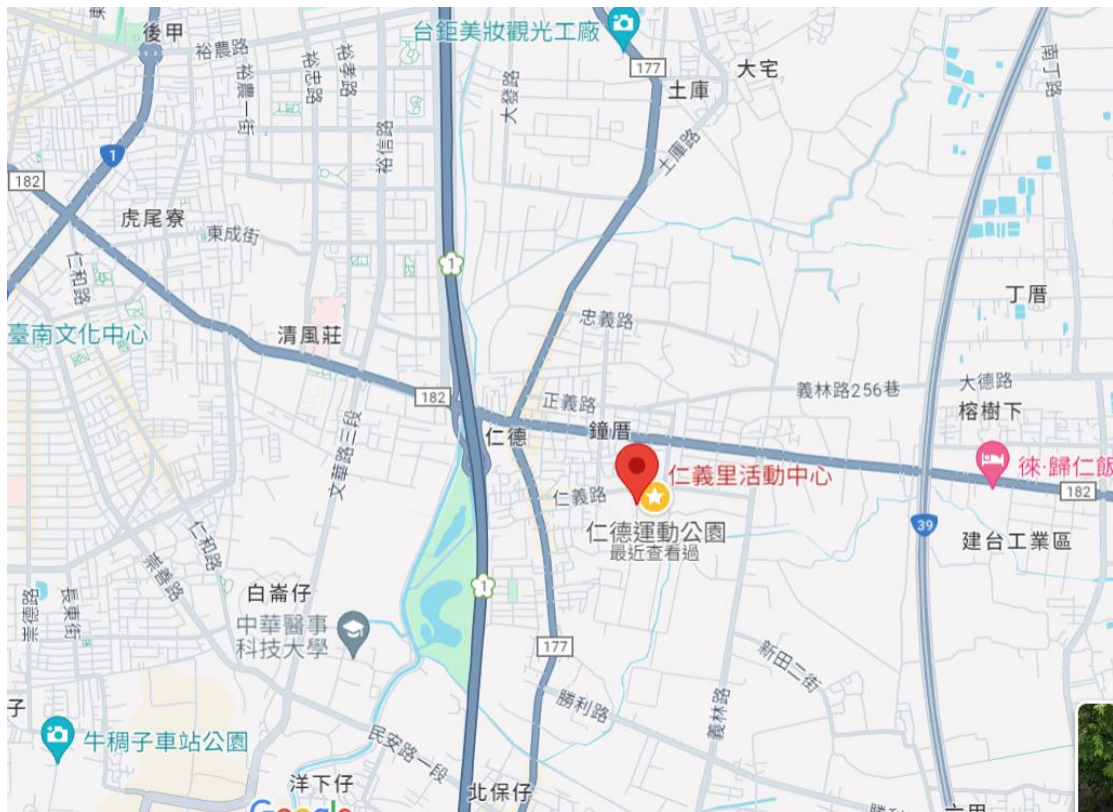 後甲
裕農路
裕農一街
裕忠路
裕孝路
裕信路
台鉅美妝觀光工廠
177
大發路
土庫
大宅
南丁路
1
182
土庫路
虎尾寮
東成街
仁和路
1
丁厝
臺南文化中心
清風莊
忠義路
182
正義路
義林路256巷
大德路
榕樹下
仁德
鐘厝
文華路三段
仁義里活動中心
徠·歸仁飯
182
仁義路
仁德運動公園
最近查看過
39
建台工業區
仁和路
崇善路
白崙仔
1
崇德路
長東街
中華醫事
科技大學
177
新田二街
勝利路
義林路
子
牛稠子車站公園
民安路一段
洋下仔
北保仔
Google
勝利